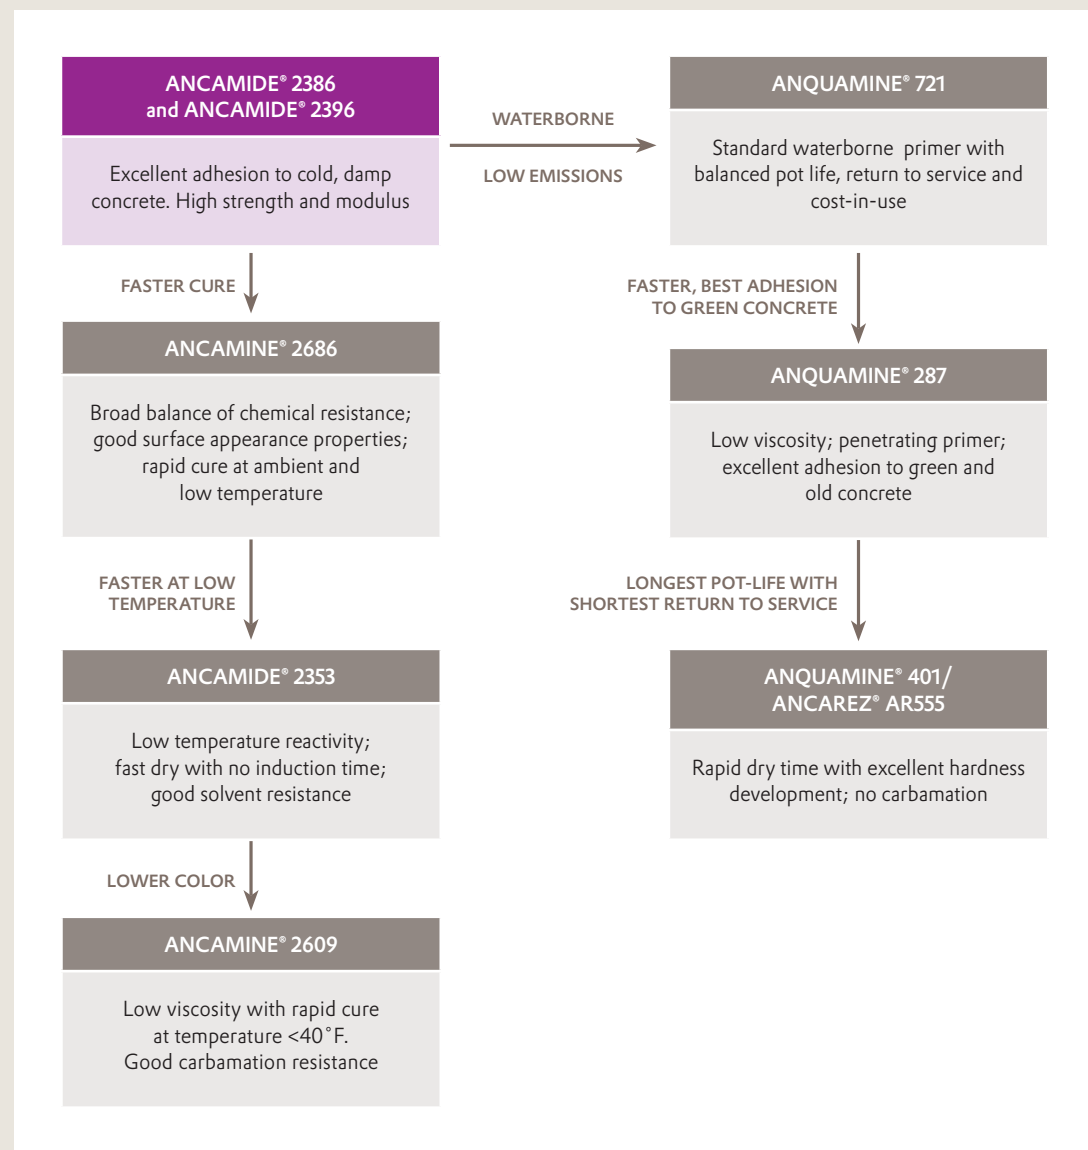 ANCAMIDE® 2386
and ANCAMIDE® 2396
Excellent adhesion to cold, damp
concrete. High strength and modulus
WATERBORNE
LOW EMISSIONS
ANQUAMINE® 721
Standard waterborne primer with
balanced pot life, return to service and
cost-in-use
FASTER CURE
ANCAMINE® 2686
Broad balance of chemical resistance;
good surface appearance properties;
rapid cure at ambient and
low temperature
FASTER AT LOW
TEMPERATURE
ANCAMIDE® 2353
Low temperature reactivity;
fast dry with no induction time;
good solvent resistance
LOWER COLOR
ANCAMINE® 2609
Low viscosity with rapid cure
at temperature <40°F.
Good carbamation resistance
FASTER, BEST ADHESION
TO GREEN CONCRETE
ANQUAMINE® 287
Low viscosity; penetrating primer;
excellent adhesion to green and
old concrete
LONGEST POT-LIFE WITH
SHORTEST RETURN TO SERVICE
ANQUAMINE® 401/
ANCAREZ® AR555
Rapid dry time with excellent hardness
development; no carbamation